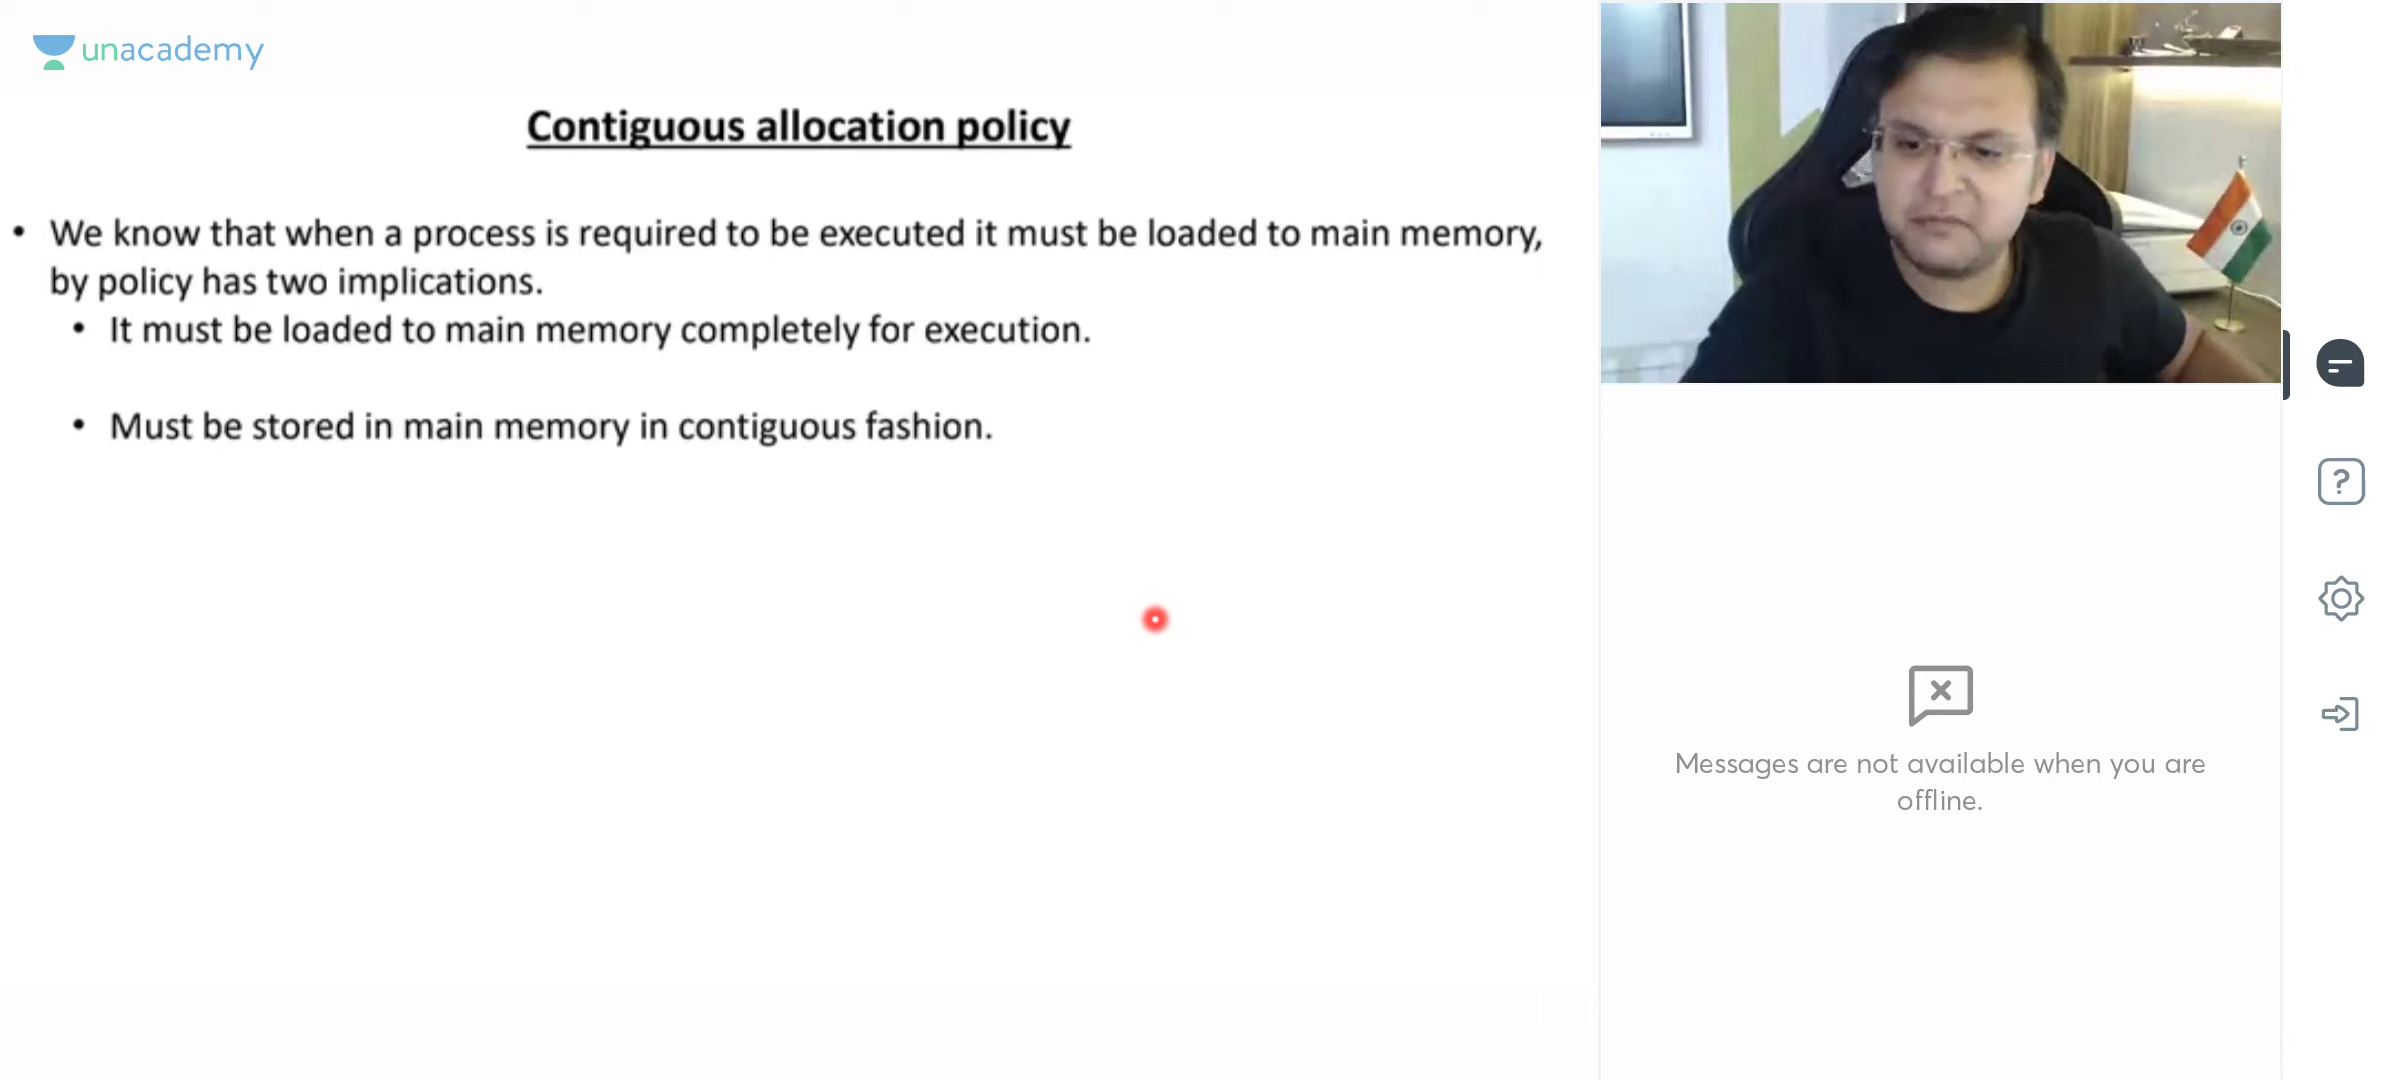 unacademy
Contiguous allocation policy
• We know that when a process is required to be executed it must be loaded to main memory,
by policy has two implications.
• It must be loaded to main memory completely for execution.
• Must be stored in main memory in contiguous fashion.
?
Messages are not available when you are
offline.